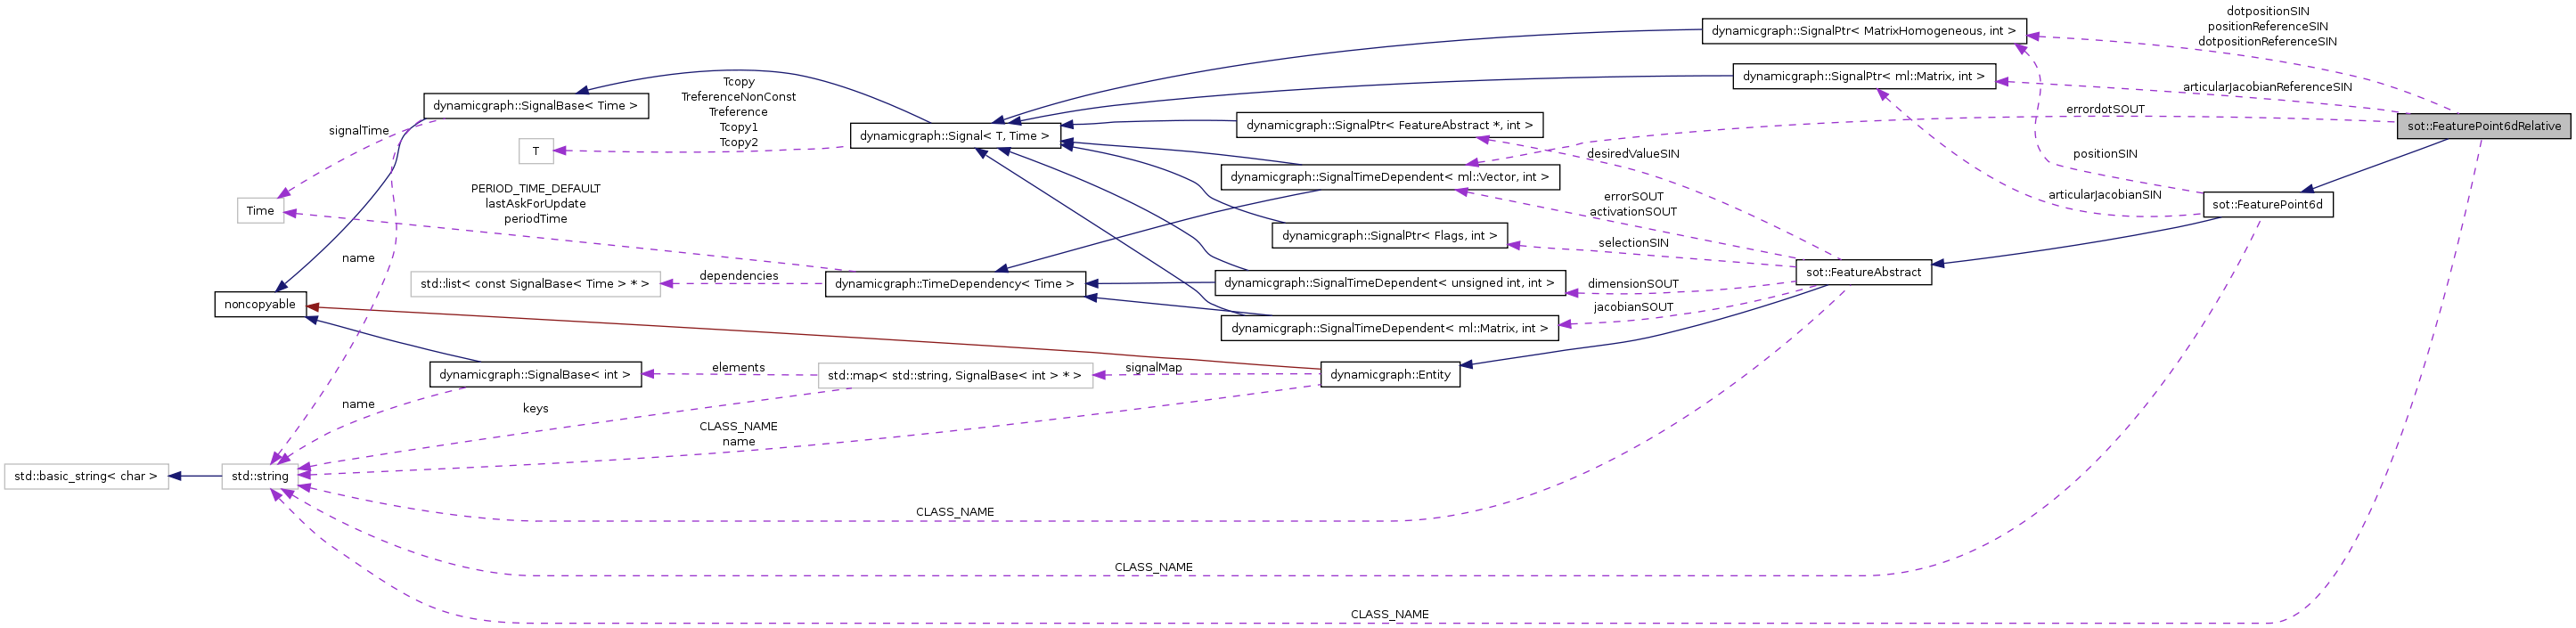 dotpositionSIN
positionReferenceSIN
dotpositionReferenceSIN
dynamicgraph::SignalPtr< MatrixHomogeneous, int >
dynamicgraph::SignalPtr< ml::Matrix, int >
articularJacobianReferenceSIN
Tcopy
TreferenceNonConst
Treference
Tcopy1
Tcopy2
dynamicgraph::SignalBase< Time >
signalTime
dynamicgraph::Signal< T, Time >
T
dynamicgraph::SignalPtr< FeatureAbstract *, int >
errordotSOUT
sot::FeaturePoint6dRelative
desiredValueSIN
positionSIN
dynamicgraph::SignalTimeDependent< ml::Vector, int >
PERIOD_TIME_DEFAULT
lastAskForUpdate
periodTime
Time
errorSOUT
activationSOUT
articularJacobianSIN
sot::FeaturePoint6d
dynamicgraph::SignalPtr< Flags, int >
selectionSIN
name
std::list< const SignalBase< Time > * >
dependencies
dynamicgraph::TimeDependency< Time >
dynamicgraph::SignalTimeDependent< unsigned int, int >
dimensionSOUT
sot::FeatureAbstract
noncopyable
jacobianSOUT
dynamicgraph::SignalTimeDependent< ml::Matrix, int >
dynamicgraph::SignalBase< int >
elements
std::map< std::string, SignalBase< int > * >
signalMap
dynamicgraph::Entity
name
keys
CLASS_NAME
name
std::basic_string< char >
std::string
CLASS_NAME
CLASS_NAME
CLASS_NAME